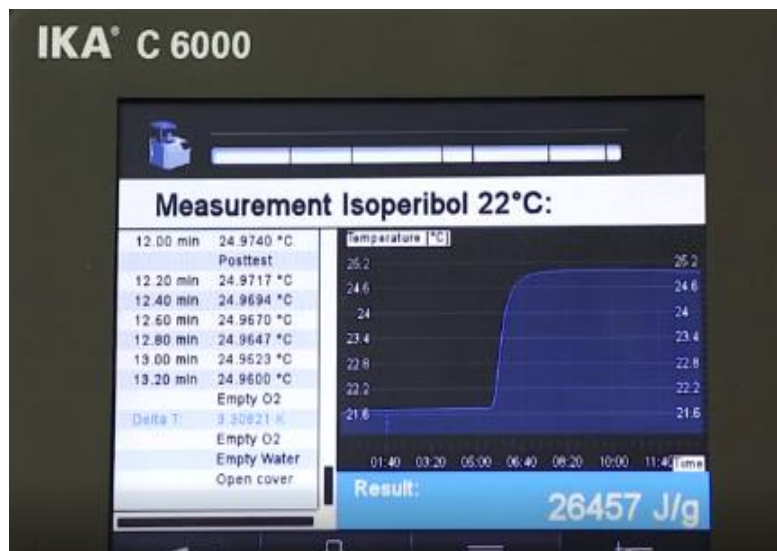 IKA® C 6000
Measurement Isoperibol 22°C:
12.00 min 24.9740 °C
Posttest
12.20 min 24.9717 °C
12.40 min 24.9694 °C
12.60 min 24.9670 °C
12.80 min 24.9647 °C
13.00 min 24.9623 °C
13.20 min 24.9600 °C
Empty O2
Delta T: 3.30821 K
Empty O2
Empty Water
Open cover
Temperature [°C]
25.2 25.2
24.6 24.6
24 24
23.4 23.4
22.8 22.8
22.2 22.2
21.6 21.6
01:40 03:20 05:00 06:40 08:20 10:00 11:40 Time
Result:
26457 J/g